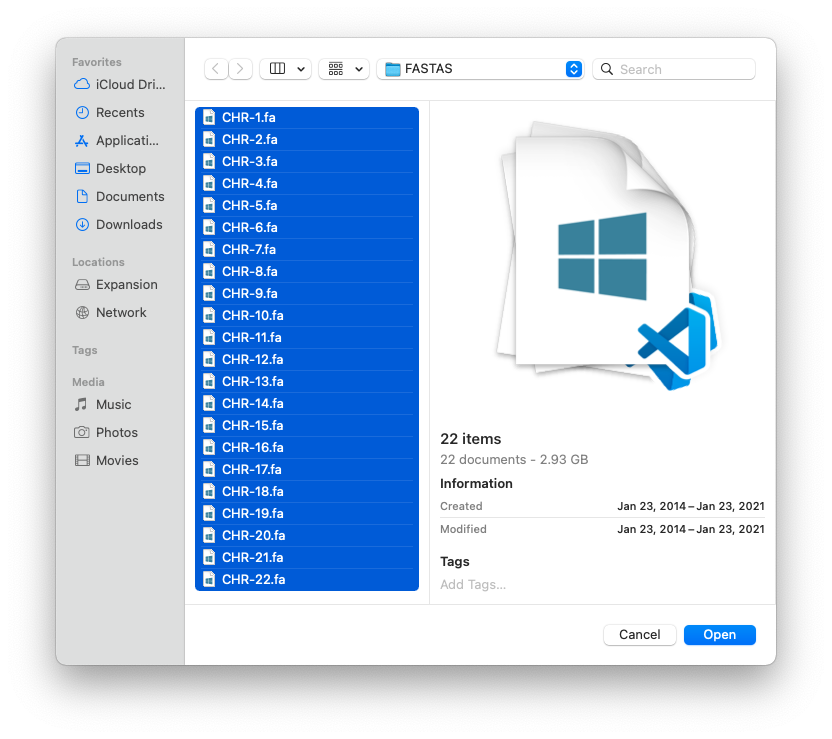 Favorites
iCloud Dri...
Recents
Applicati...
Desktop
Documents
Downloads
Locations
Expansion
Network
Tags
Media
Music
Photos
Movies
FASTAS
Search
CHR-1.fa
CHR-2.fa
CHR-3.fa
CHR-4.fa
CHR-5.fa
CHR-6.fa
CHR-7.fa
CHR-8.fa
CHR-9.fa
CHR-10.fa
CHR-11.fa
CHR-12.fa
CHR-13.fa
CHR-14.fa
CHR-15.fa
CHR-16.fa
CHR-17.fa
CHR-18.fa
CHR-19.fa
CHR-20.fa
CHR-21.fa
CHR-22.fa
22 items
22 documents - 2.93 GB
Information
Created Jan 23, 2014 – Jan 23, 2021
Modified Jan 23, 2014 – Jan 23, 2021
Tags
Add Tags...
Cancel Open